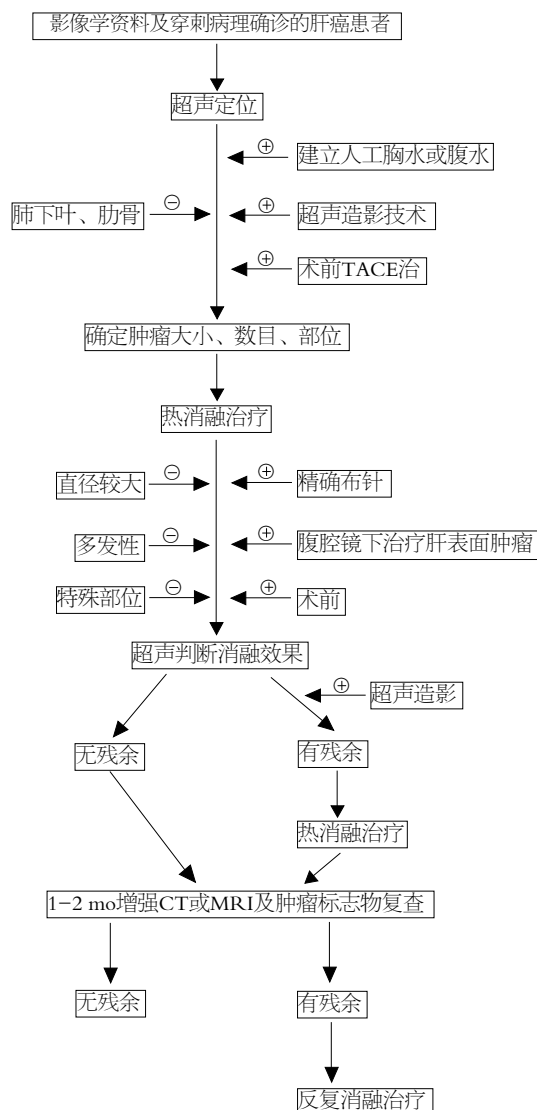 影像学资料及穿刺病理确诊的肝癌患者
超声定位
⊕
建立人工胸水或腹水
肺下叶、肋骨
⊖
⊕
超声造影技术
⊕
术前TACE治
确定肿瘤大小、数目、部位
热消融治疗
直径较大
⊖
⊕
精确布针
多发性
⊖
⊕
腹腔镜下治疗肝表面肿瘤
特殊部位
⊖
⊕
术前
超声判断消融效果
⊕
超声造影
无残余
有残余
热消融治疗
1-2 mo增强CT或MRI及肿瘤标志物复查
无残余
有残余
反复消融治疗